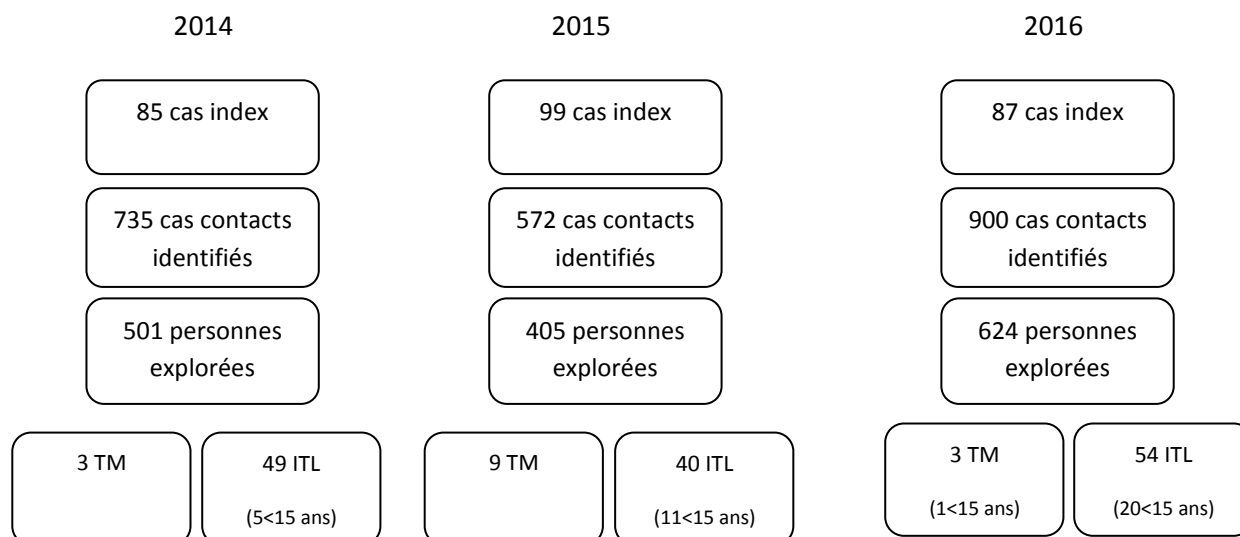 2014
2015
2016
85 cas index
99 cas index
87 cas index
735 cas contacts
identifiés
572 cas contacts
identifiés
900 cas contacts
identifiés
501 personnes
explorées
405 personnes
explorées
624 personnes
explorées
3 TM
49 ITL
(5<15 ans)
9 TM
40 ITL
(11<15 ans)
3 TM
(1<15 ans)
54 ITL
(20<15 ans)